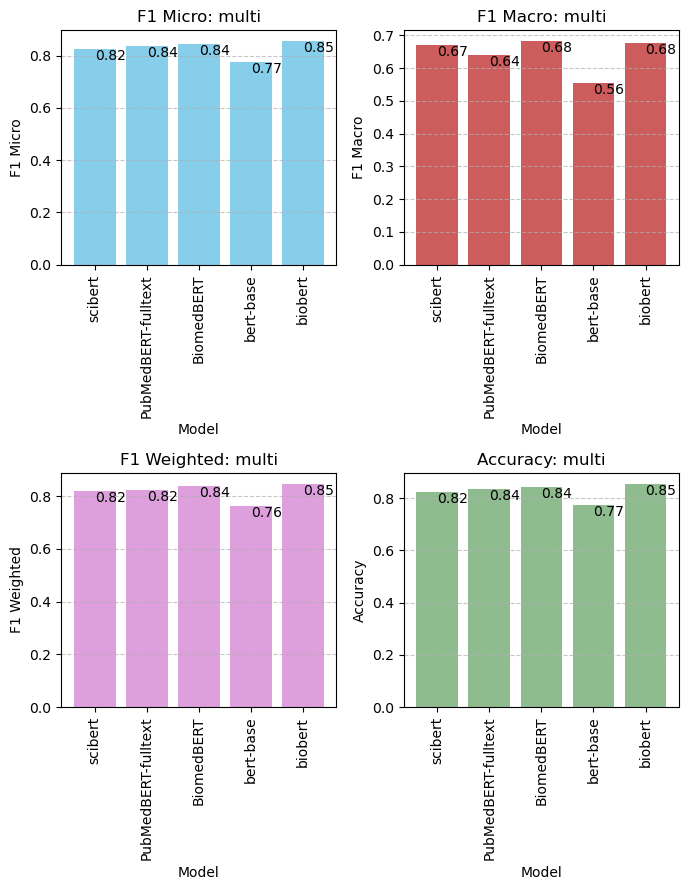 F1 Micro: multi
F1 Micro
0.8
0.6
0.4
0.2
0.0
0.82
0.84
0.84
0.77
0.85
scibert
PubMedBERT-fulltext
BiomedBERT
bert-base
biobert
Model
F1 Macro: multi
F1 Macro
0.7
0.6
0.5
0.4
0.3
0.2
0.1
0.0
0.67
0.64
0.68
0.56
0.68
scibert
PubMedBERT-fulltext
BiomedBERT
bert-base
biobert
Model
F1 Weighted: multi
F1 Weighted
0.8
0.6
0.4
0.2
0.0
0.82
0.82
0.84
0.76
0.85
scibert
PubMedBERT-fulltext
BiomedBERT
bert-base
biobert
Model
Accuracy: multi
Accuracy
0.8
0.6
0.4
0.2
0.0
0.82
0.84
0.84
0.77
0.85
scibert
PubMedBERT-fulltext
BiomedBERT
bert-base
biobert
Model